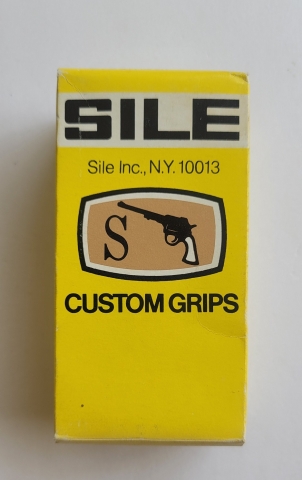 SILE
Sile Inc., N.Y. 10013
S
CUSTOM GRIPS